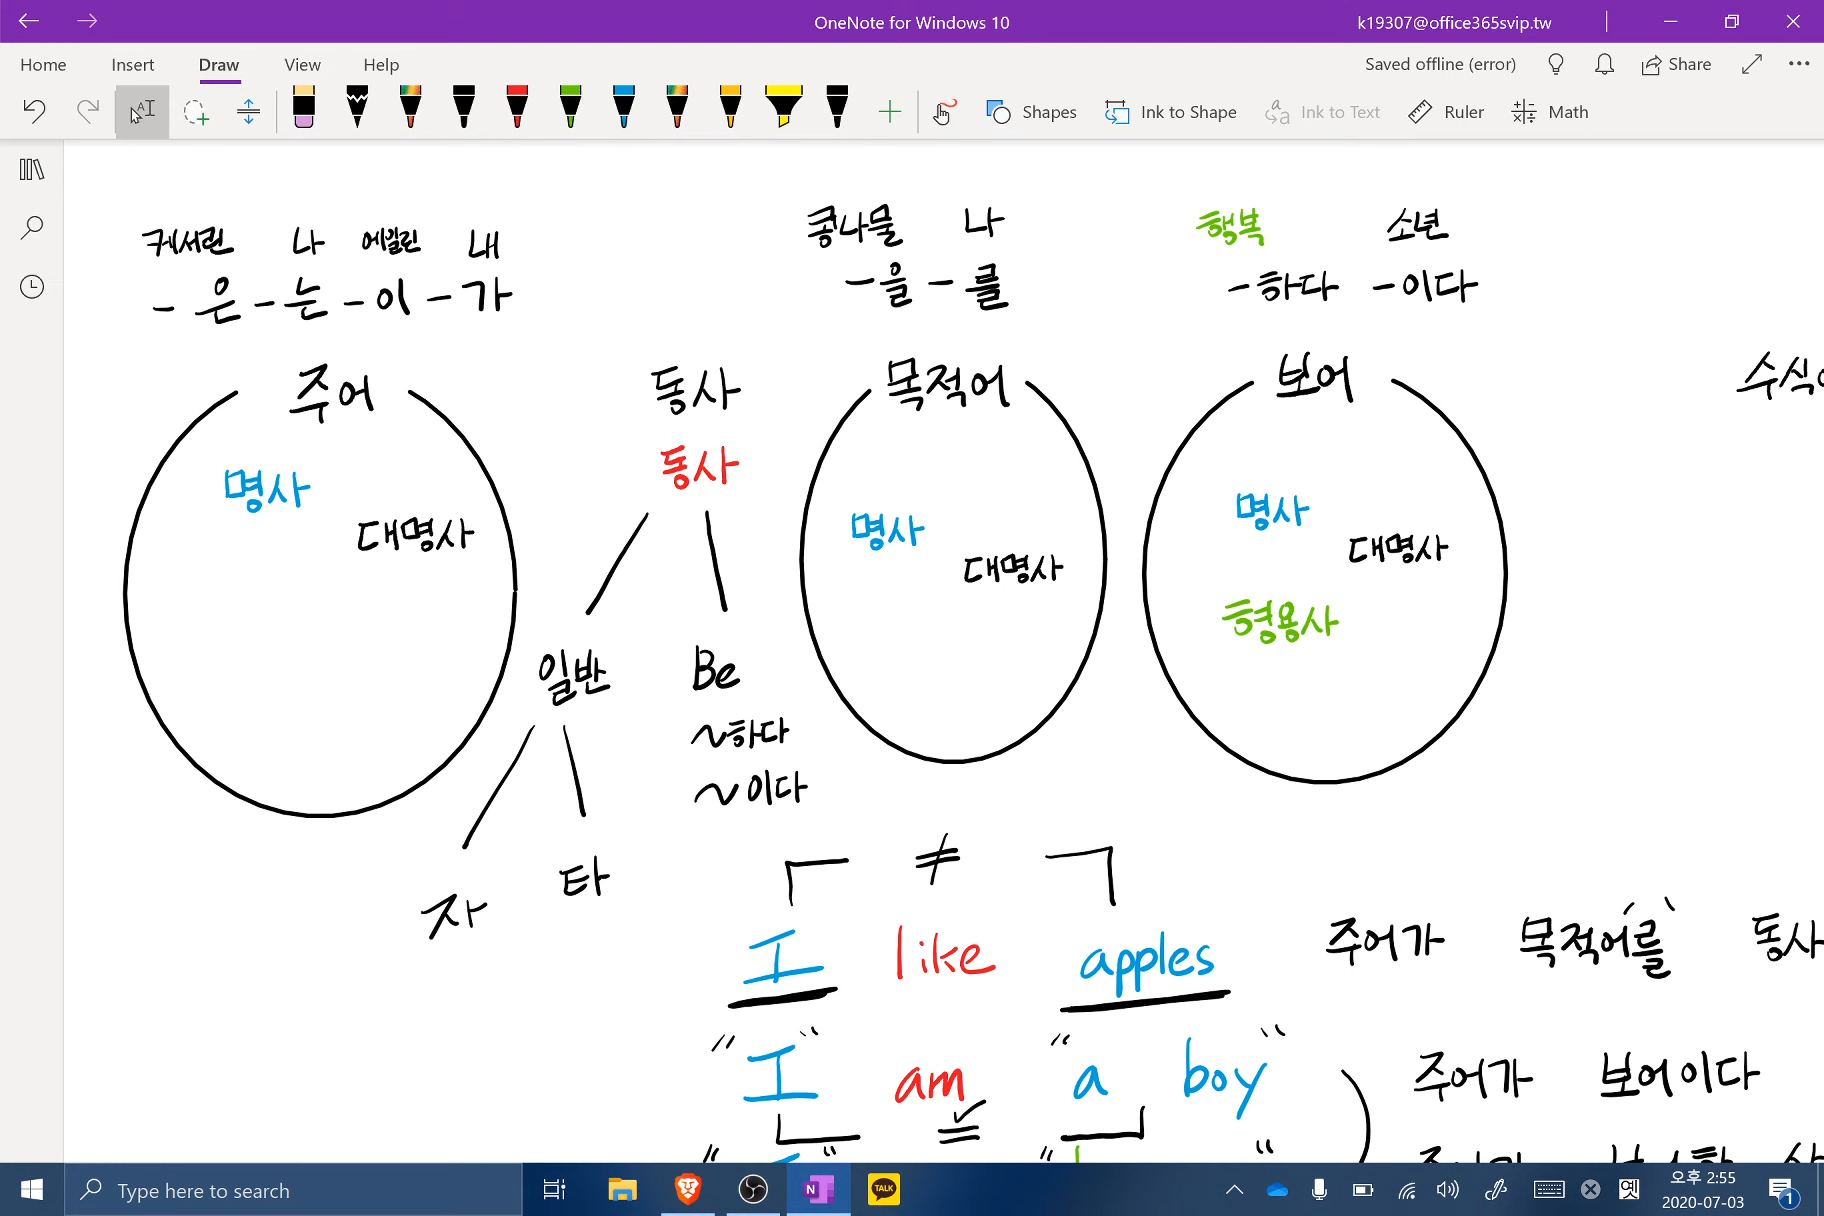 OneNote for Windows 10
k19307@office365svip.tw
Home Insert Draw View Help
Saved offline (error) Share
Shapes Ink to Shape Ink to Text Ruler Math
케서린 나 에일린 내
-은 -는 -이 -가
콩나물 나
-을 -를
행복 소년
-하다 -이다
주어
명사
대명사
동사
동사
일반 Be
~하다
~이다
자 타
목적어
명사
대명사
보어
명사
대명사
형용사
수식
≠
I like apples
주어가 목적어를 동사
"I" am "a boy"
주어가 보어이다
=
Type here to search
TALK
오후 2:55
2020-07-03
1